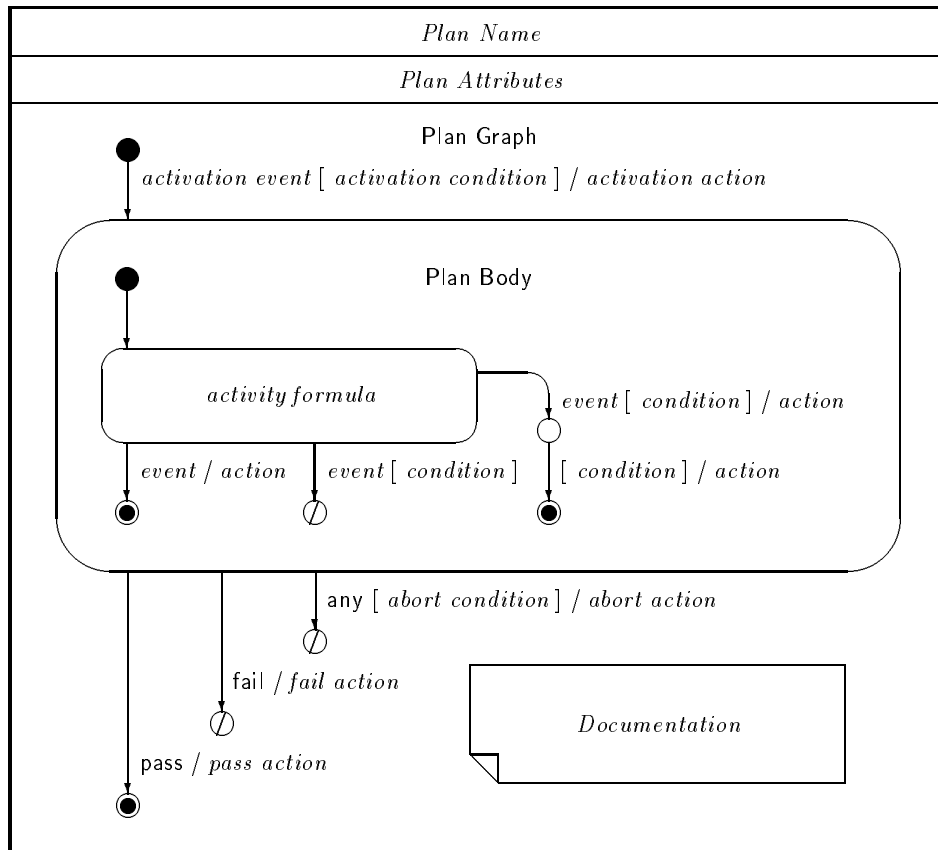 Plan Name
Plan Attributes
Plan Graph
activation event [ activation condition ] / activation action
Plan Body
activity formula
event [ condition ] / action
event / action
event [ condition ]
[ condition ] / action
any [ abort condition ] / abort action
fail / fail action
Documentation
pass / pass action